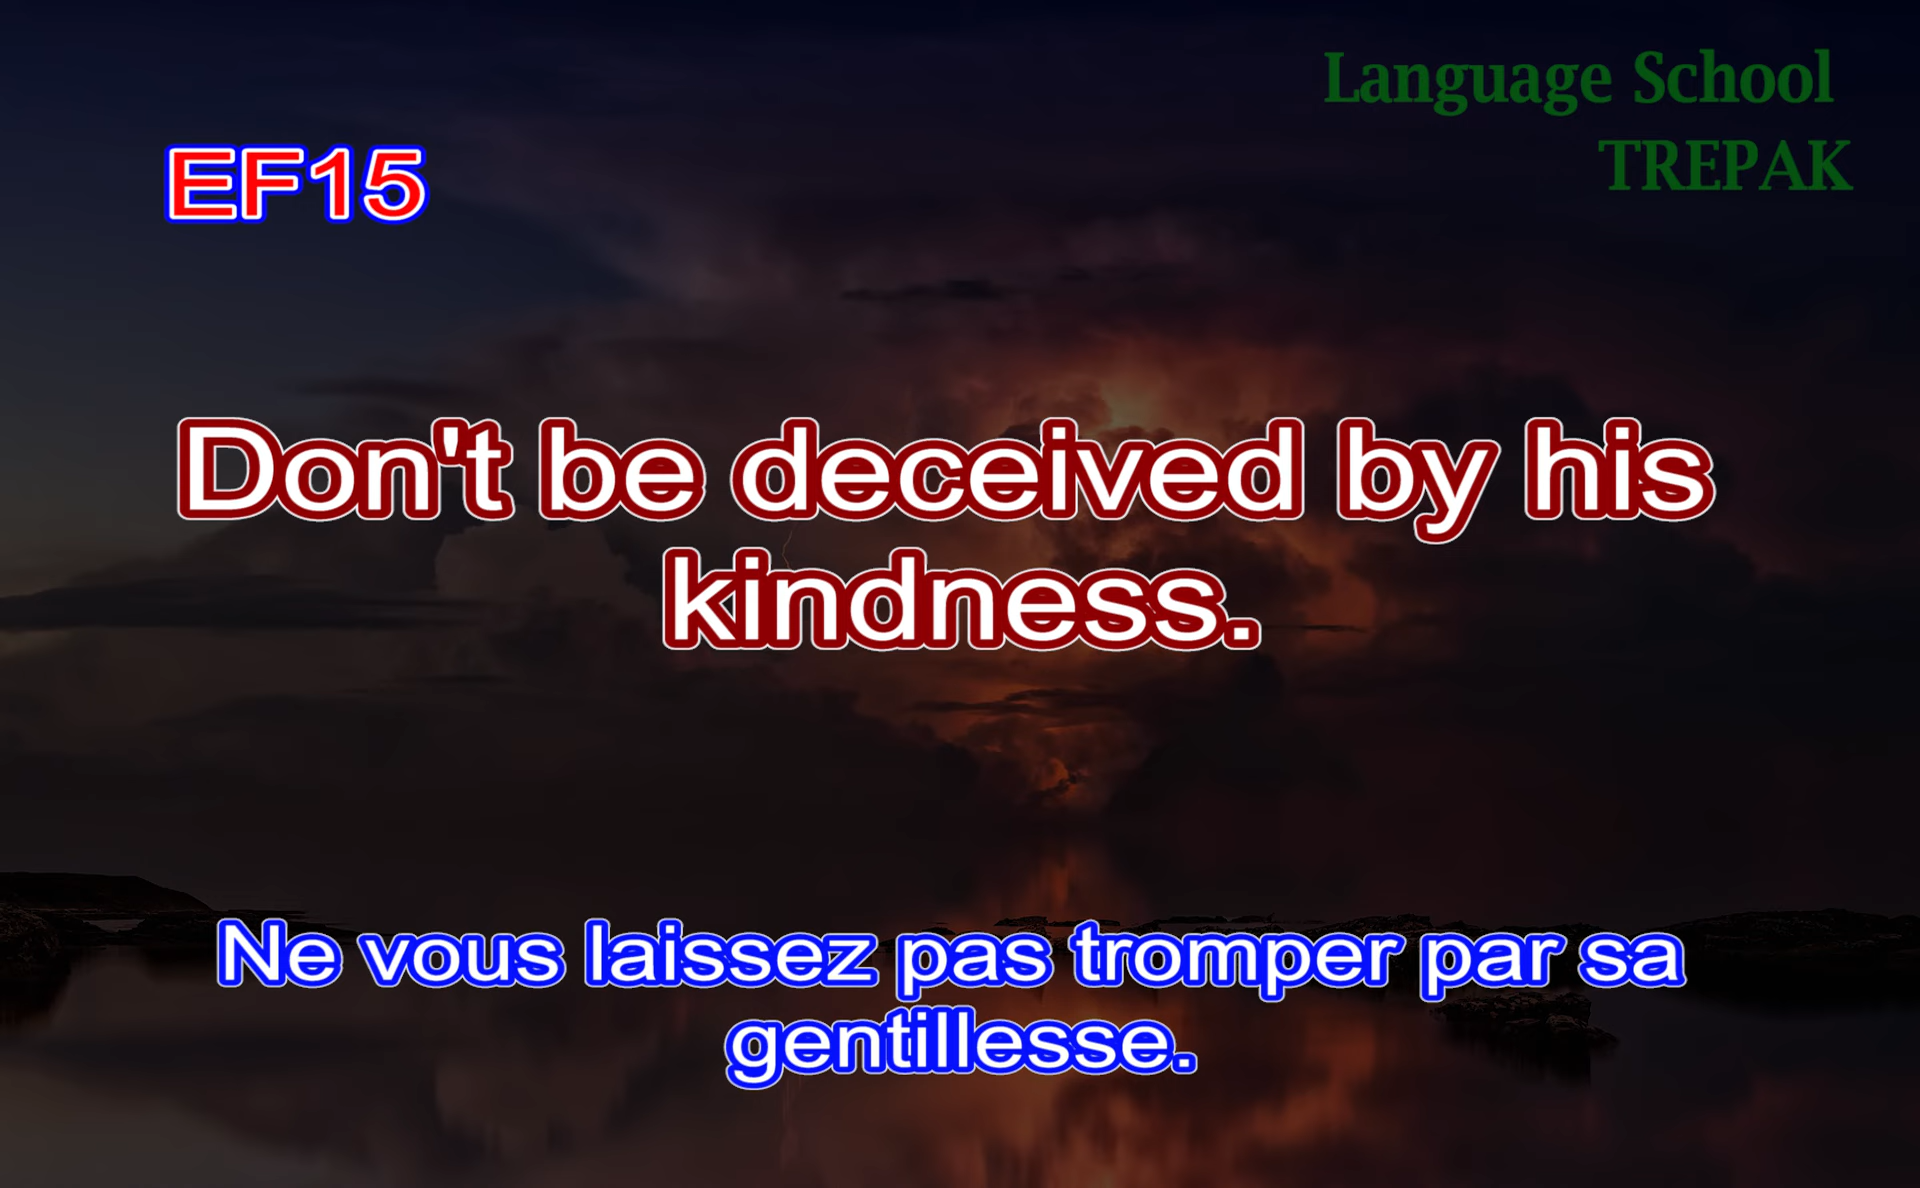 Language School
TREPAK
EF15
Don't be deceived by his
kindness.
Ne vous laissez pas tromper par sa
gentillesse.